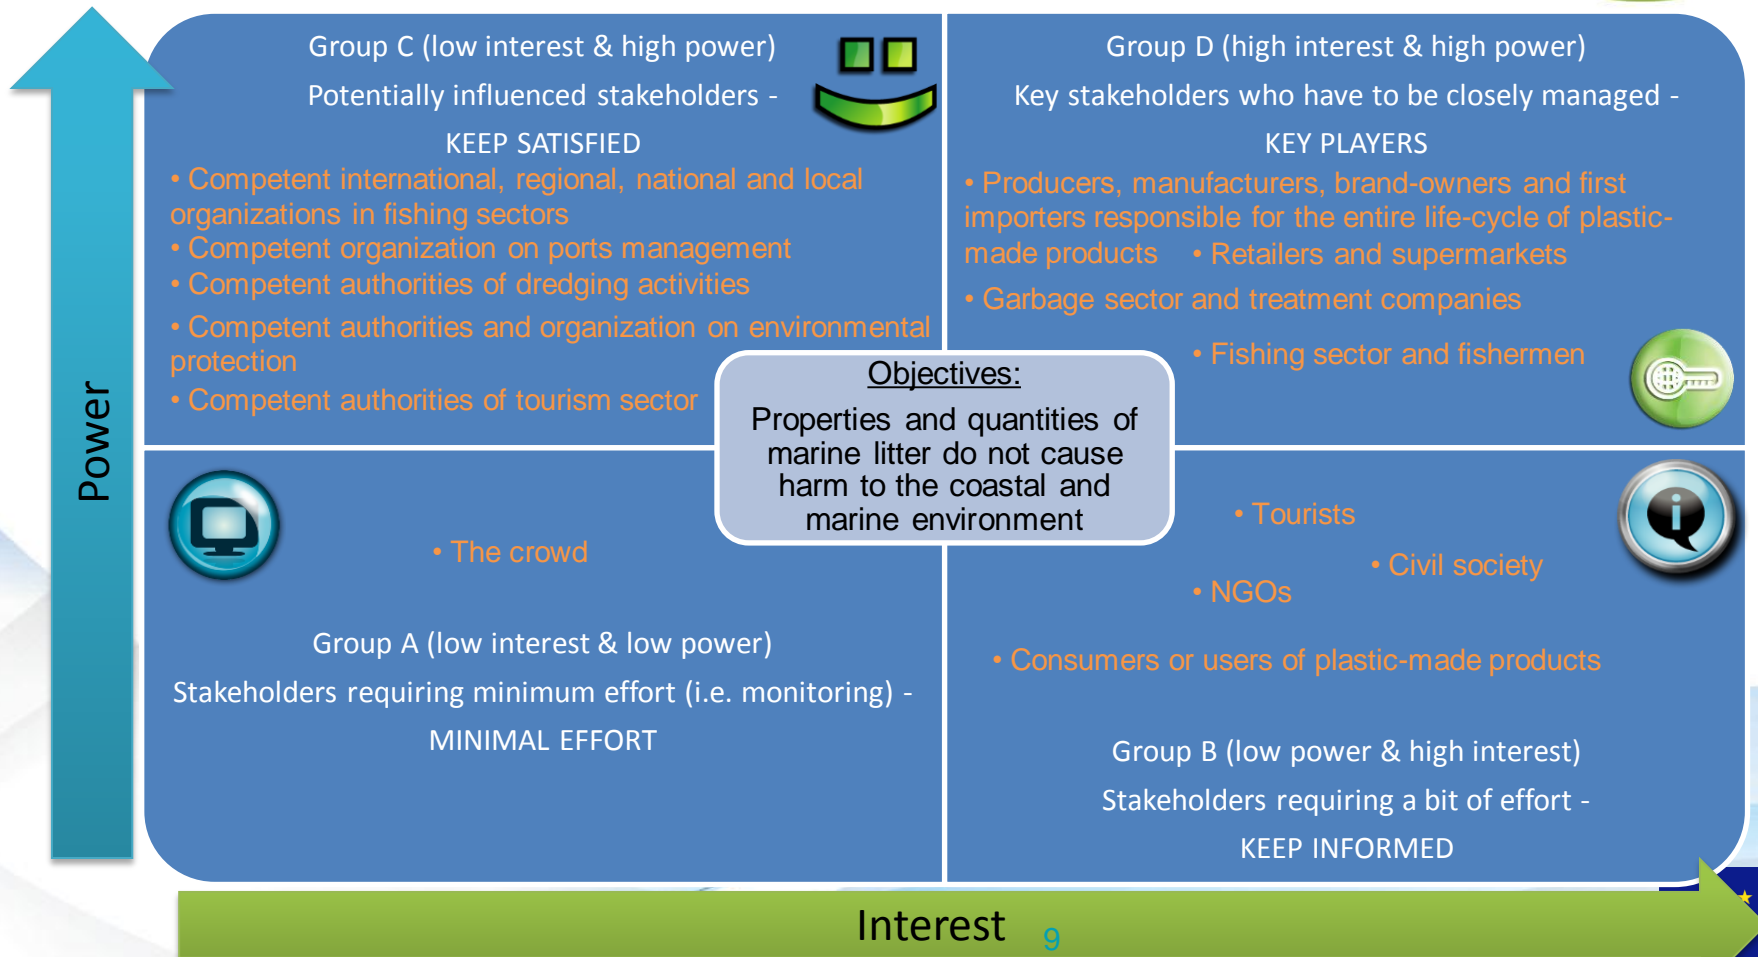 Power
Group C (low interest & high power)
Potentially influenced stakeholders -
KEEP SATISFIED
• Competent international, regional, national and local
organizations in fishing sectors
• Competent organization on ports management
• Competent authorities of dredging activities
• Competent authorities and organization on environmental
protection
• Competent authorities of tourism sector
Group D (high interest & high power)
Key stakeholders who have to be closely managed -
KEY PLAYERS
• Producers, manufacturers, brand-owners and first
importers responsible for the entire life-cycle of plastic-
made products • Retailers and supermarkets
• Garbage sector and treatment companies
• Fishing sector and fishermen
Objectives:
Properties and quantities of
marine litter do not cause
harm to the coastal and
marine environment
• The crowd
Group A (low interest & low power)
Stakeholders requiring minimum effort (i.e. monitoring) -
MINIMAL EFFORT
i
• Tourists
• Civil society
• NGOs
• Consumers or users of plastic-made products
Group B (low power & high interest)
Stakeholders requiring a bit of effort -
KEEP INFORMED
Interest
9